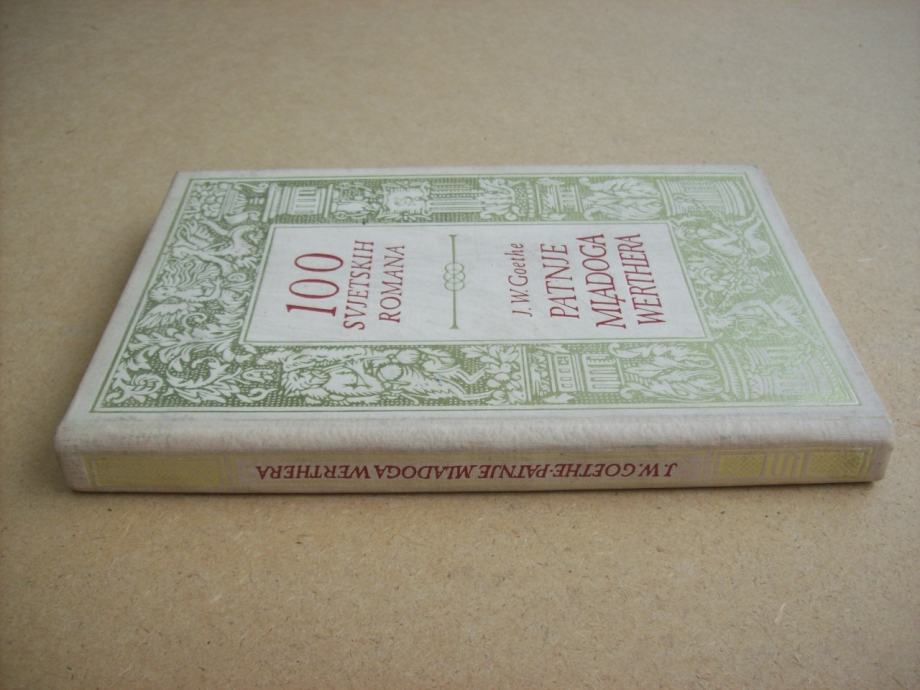 100
SVJETSKIH
ROMANA
J. W. Goethe
PATNJE
MLADOGA
WERTHERA
J. W. GOETHE·PATNJE MLADOGA WERTHERA